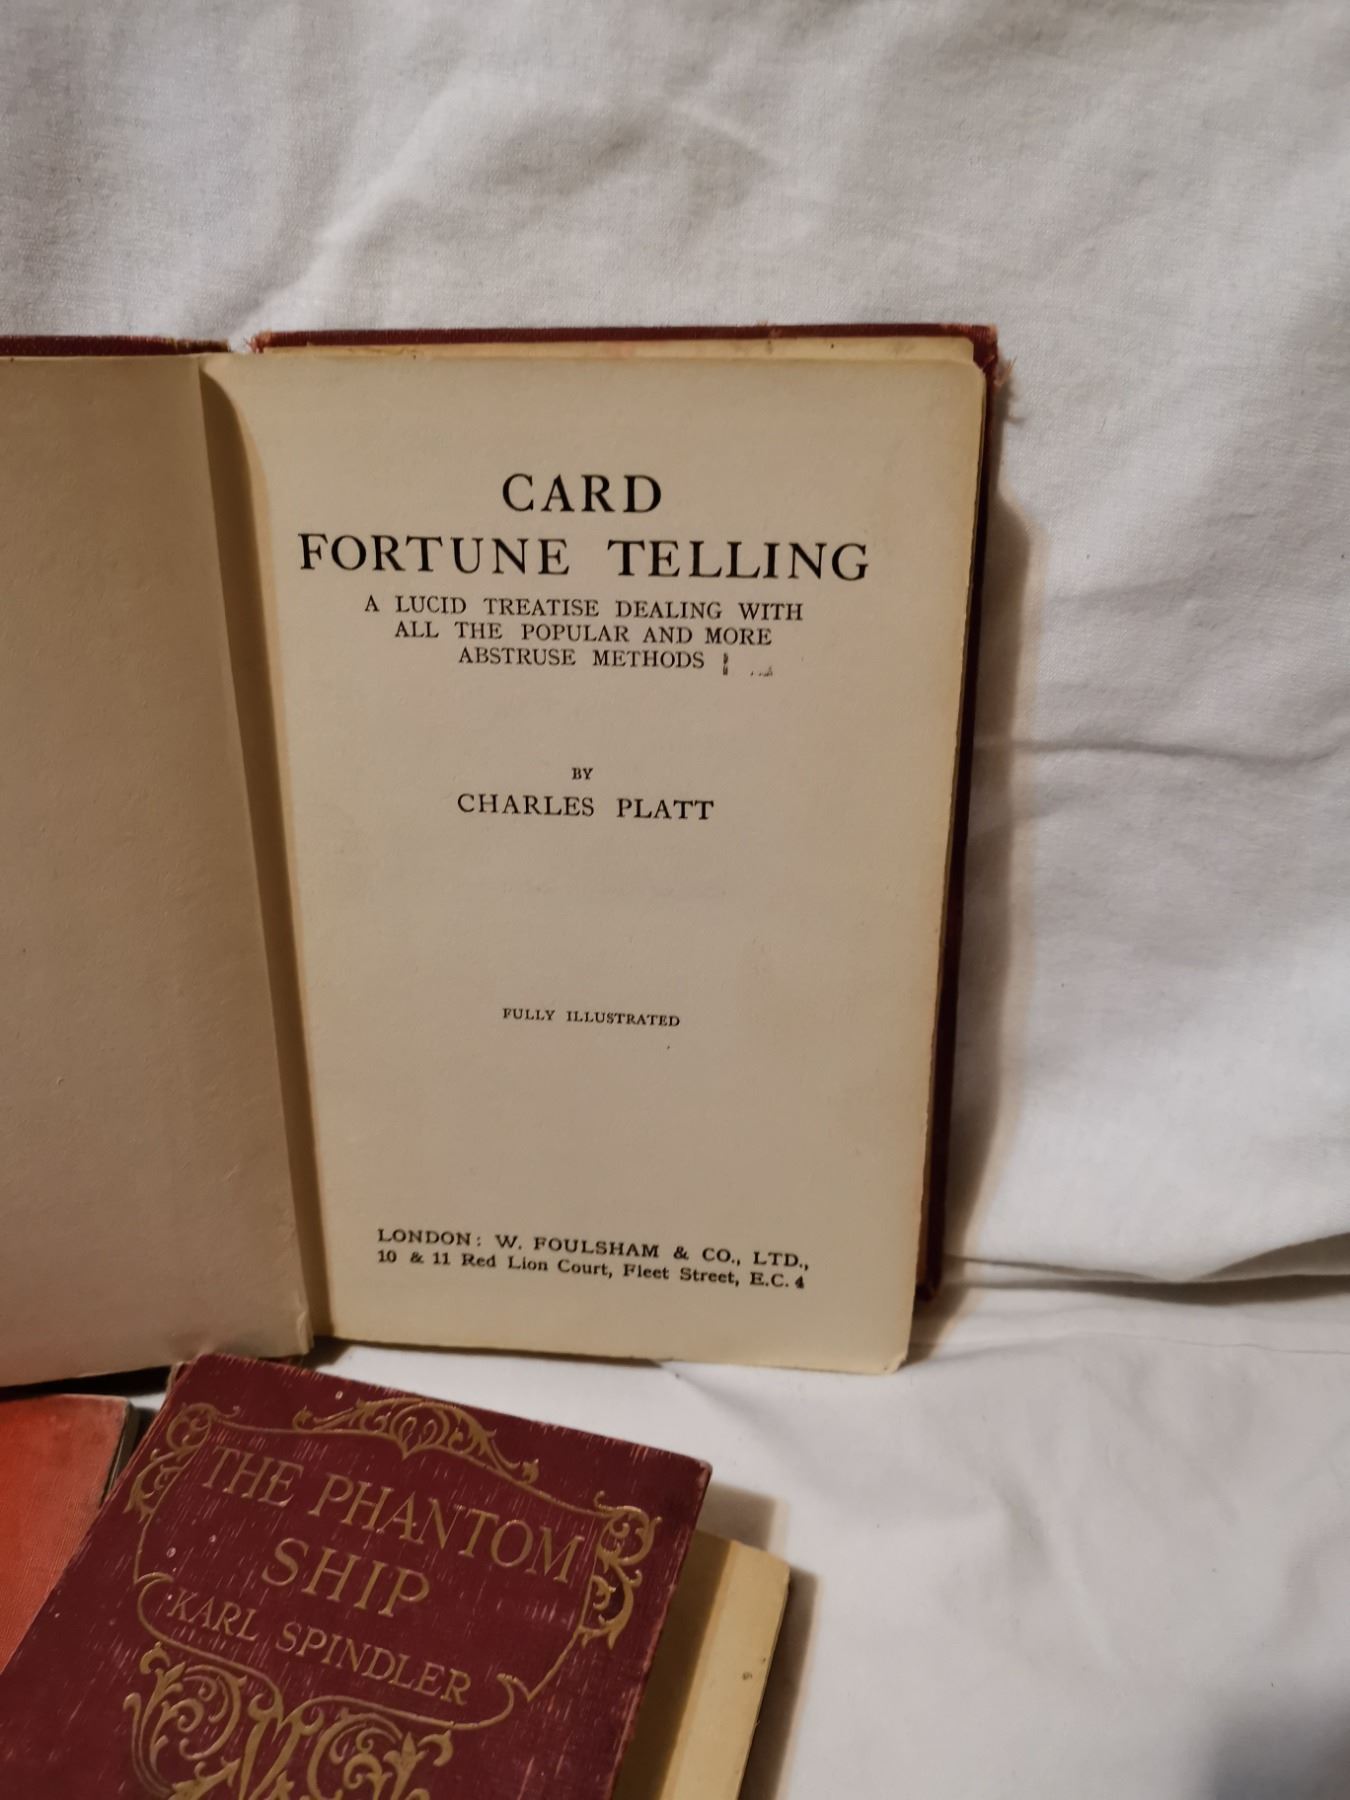 CARD
FORTUNE TELLING
A LUCID TREATISE DEALING WITH
ALL THE POPULAR AND MORE
ABSTRUSE METHODS
BY
CHARLES PLATT
FULLY ILLUSTRATED
LONDON: W. FOULSHAM & CO., LTD.,
10 & 11 Red Lion Court, Fleet Street, E.C. 4
THE PHANTOM
SHIP
KARL SPINDLER